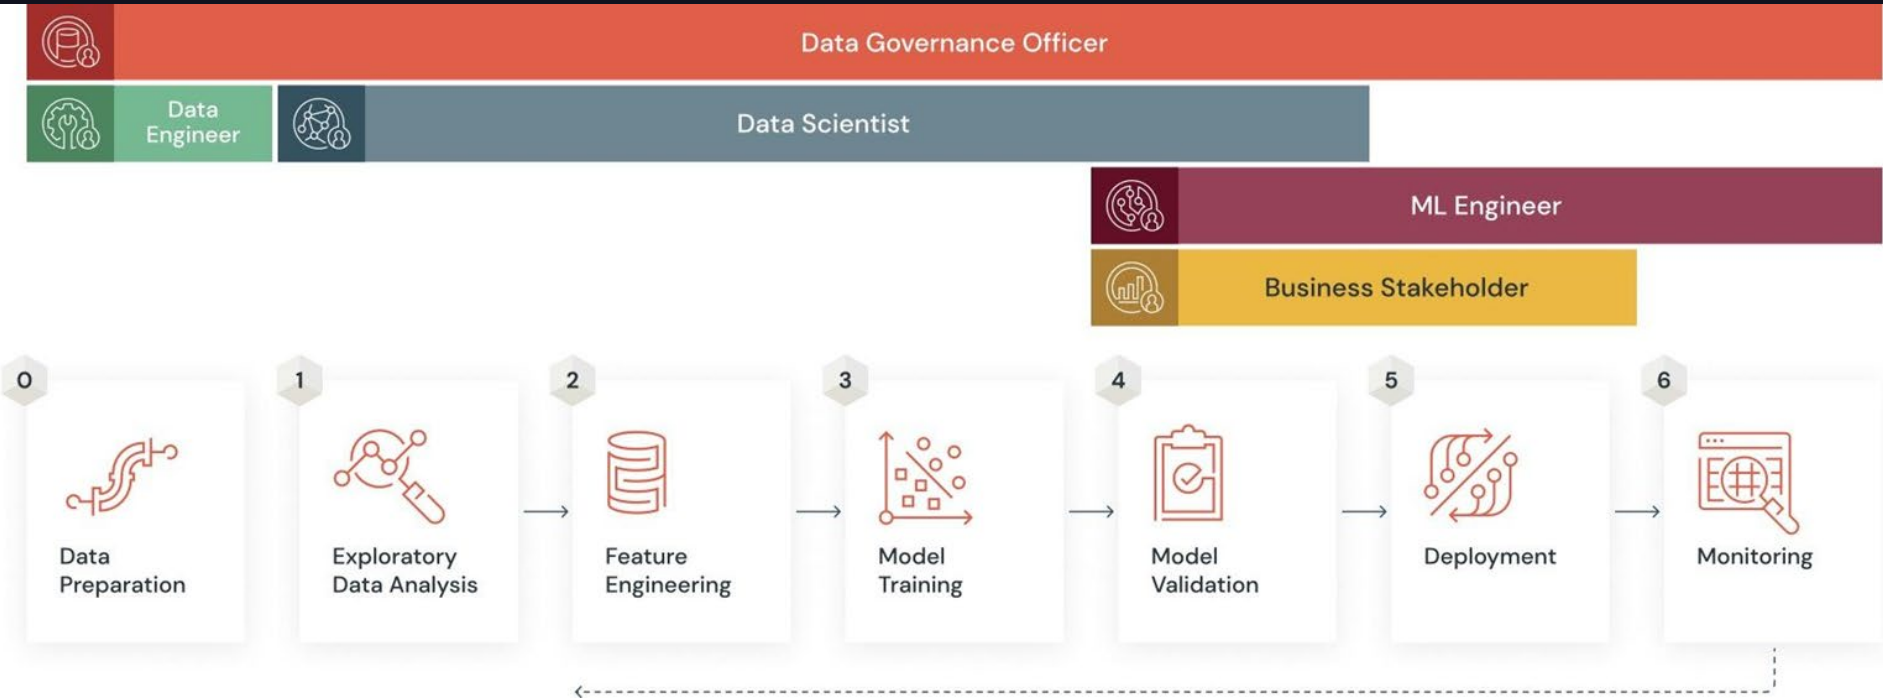 Data Governance Officer
Data
Engineer
Data Scientist
ML Engineer
Business Stakeholder
0
1
2
3
4
5
6
Data
Preparation
Exploratory
Data Analysis
Feature
Engineering
Model
Training
Model
Validation
Deployment
Monitoring